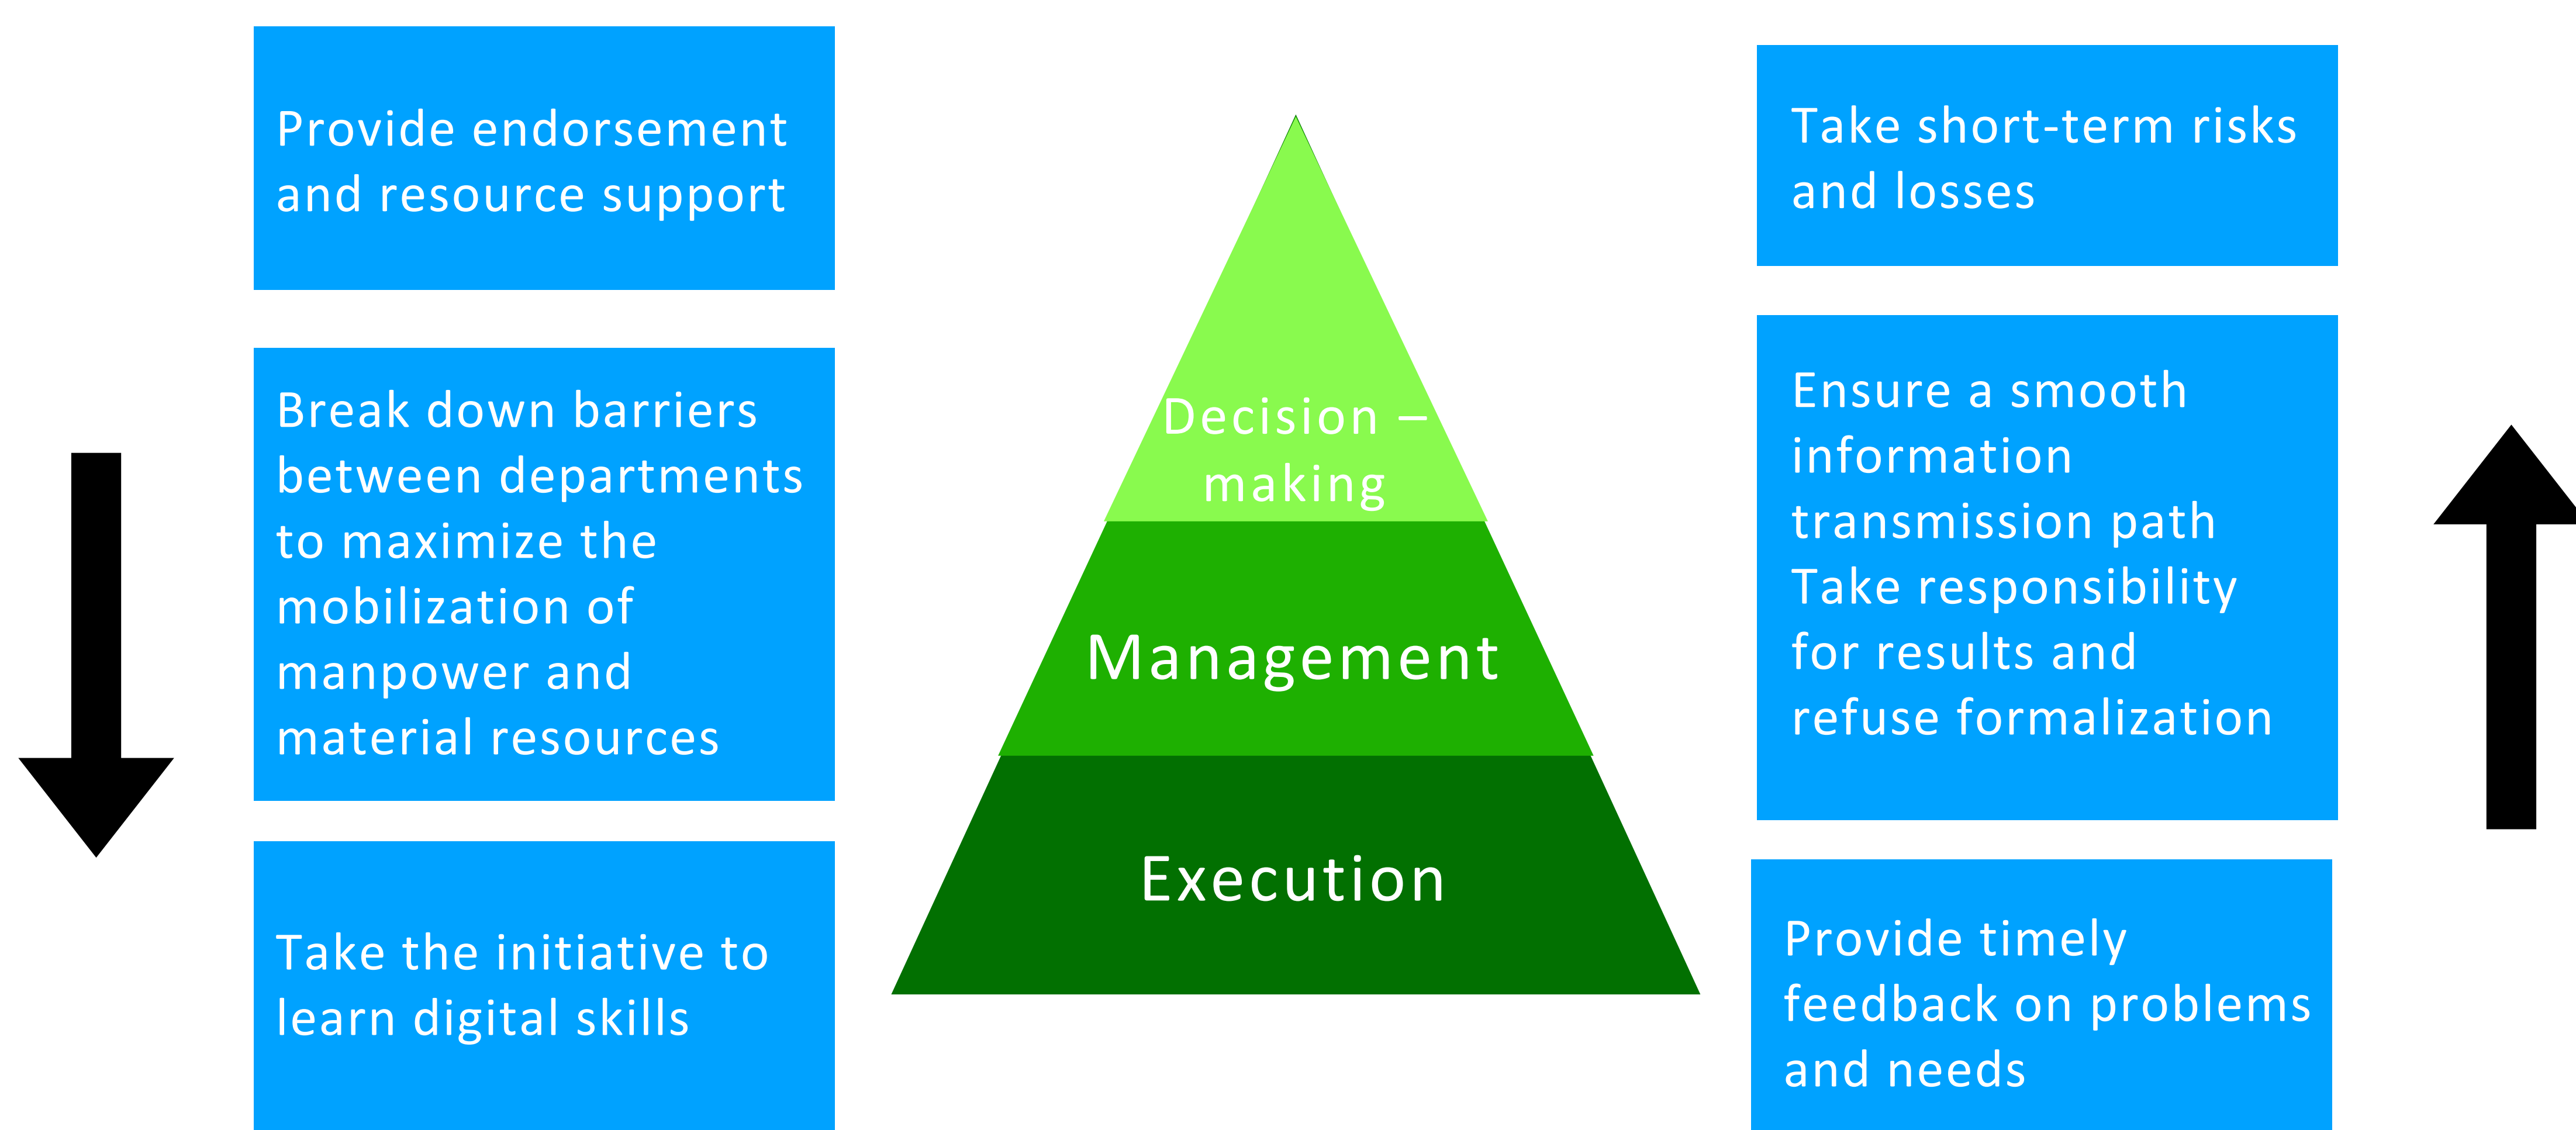 Provide endorsement
and resource support
Break down barriers
between departments
to maximize the
mobilization of
manpower and
material resources
Take the initiative to
learn digital skills
Decision –
making
Management
Execution
Take short-term risks
and losses
Ensure a smooth
information
transmission path
Take responsibility
for results and
refuse formalization
Provide timely
feedback on problems
and needs